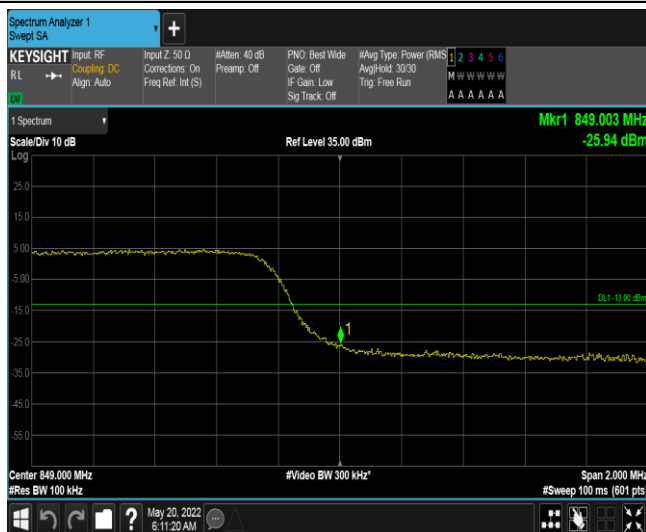 Spectrum Analyzer 1
Swept SA
+
KEYSIGHT
RL
Input: RF
Coupling: DC
Align: Auto
Input Z: 50 Ω
Corrections: On
Freq Ref: Int (S)
#Atten: 40 dB
Preamp: Off
PNO: Best Wide
Gate: Off
IF Gain: Low
Sig Track: Off
#Avg Type: Power (RMS
Avg|Hold: 30/30
Trig: Free Run
1 2 3 4 5 6
M W W W W W
A A A A A A
1 Spectrum
Scale/Div 10 dB
Ref Level 35.00 dBm
Mkr1 849.003 MHz
-25.94 dBm
Log
25.0
15.0
5.00
-5.00
DL1 -13.00 dBm
-15.0
1
-25.0
-35.0
-45.0
-55.0
Center 849.000 MHz
#Res BW 100 kHz
#Video BW 300 kHz*
Span 2.000 MHz
#Sweep 100 ms (601 pts)
?
May 20, 2022
6:11:20 AM